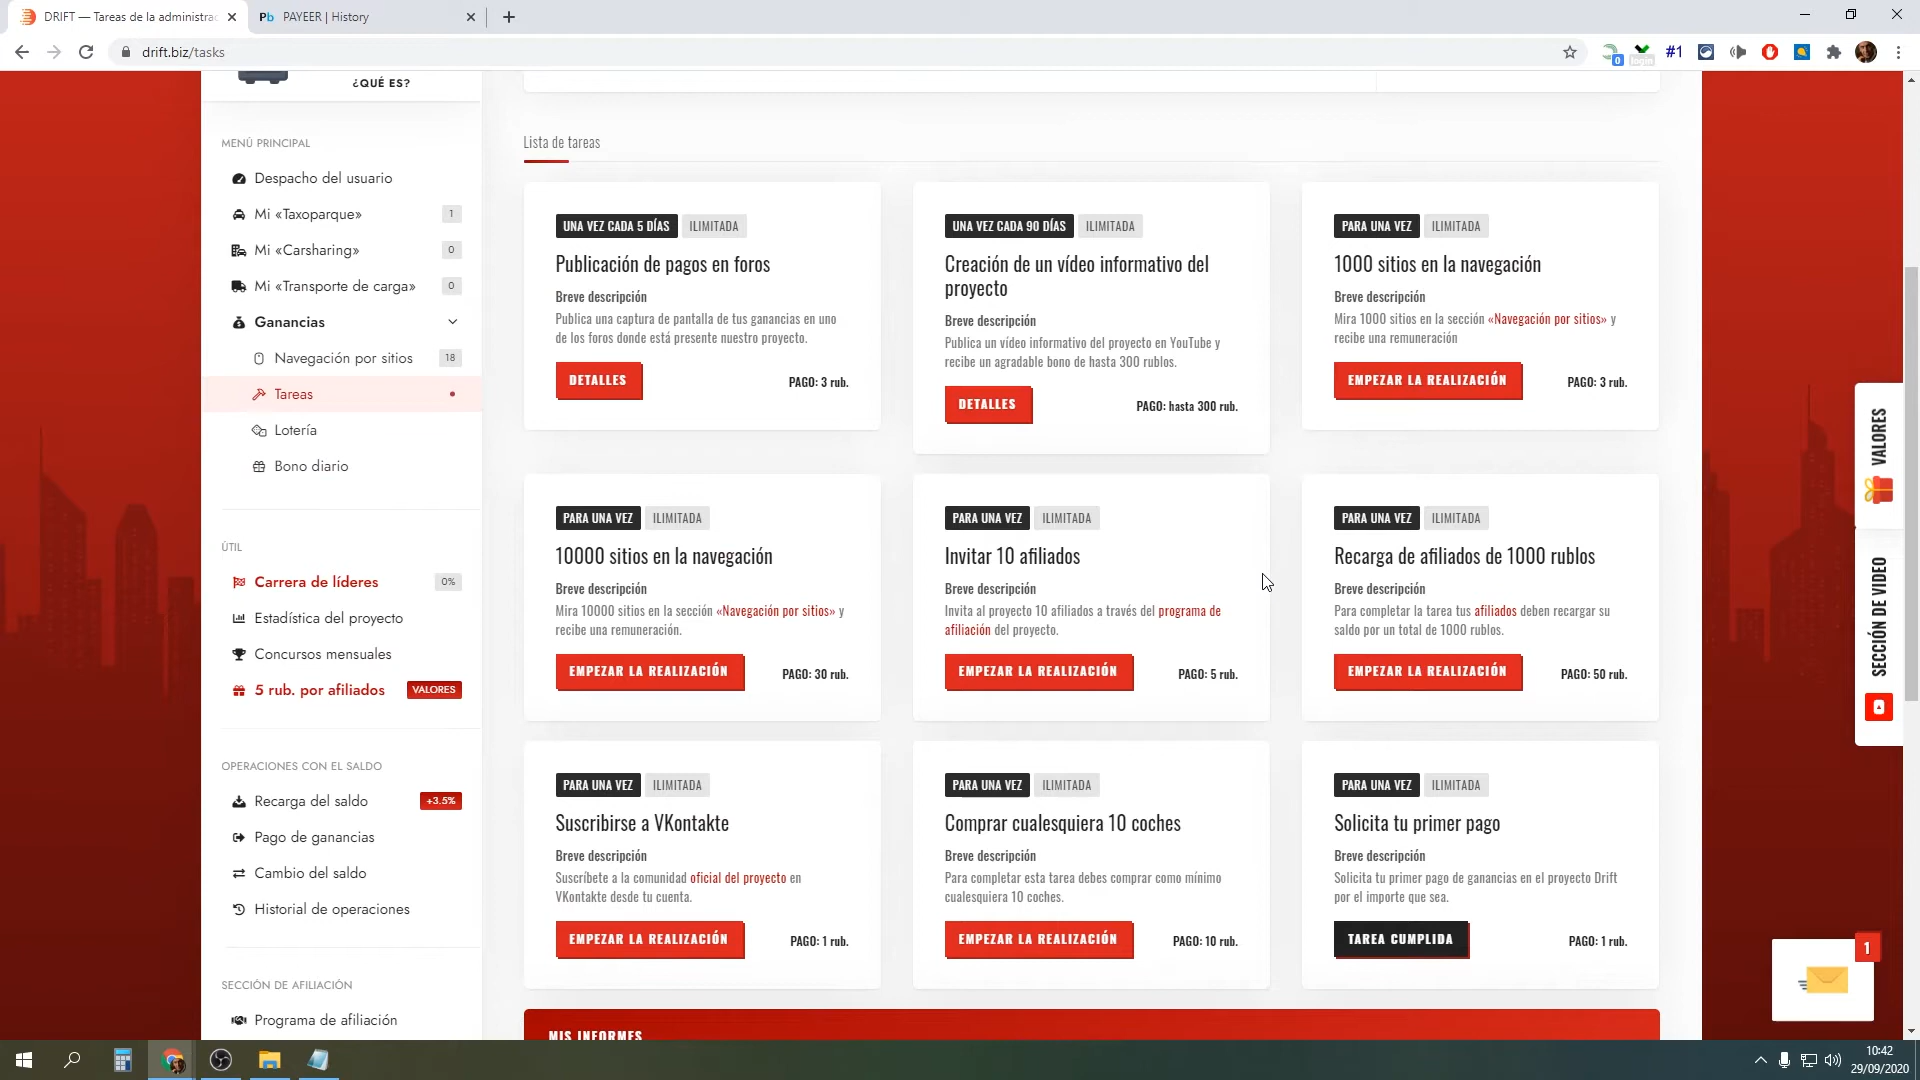 DRIFT — Tareas de la administrac
PAYEER | History
drift.biz/tasks
#1
0
login
¿QUÉ ES?
MENÚ PRINCIPAL
Despacho del usuario
Mi «Taxoparque»
1
Mi «Carsharing»
0
Mi «Transporte de carga»
0
Ganancias
Navegación por sitios
18
Tareas
Lotería
Bono diario
ÚTIL
Carrera de líderes
0%
Estadística del proyecto
Concursos mensuales
5 rub. por afiliados
VALORES
OPERACIONES CON EL SALDO
Recarga del saldo
+3.5%
Pago de ganancias
Cambio del saldo
Historial de operaciones
SECCIÓN DE AFILIACIÓN
Programa de afiliación
Lista de tareas
UNA VEZ CADA 5 DÍAS
ILIMITADA
Publicación de pagos en foros
Breve descripción
Publica una captura de pantalla de tus ganancias en uno
de los foros donde está presente nuestro proyecto.
DETALLES
PAGO: 3 rub.
UNA VEZ CADA 90 DÍAS
ILIMITADA
Creación de un vídeo informativo del
proyecto
Breve descripción
Publica un vídeo informativo del proyecto en YouTube y
recibe un agradable bono de hasta 300 rublos.
DETALLES
PAGO: hasta 300 rub.
PARA UNA VEZ
ILIMITADA
1000 sitios en la navegación
Breve descripción
Mira 1000 sitios en la sección «Navegación por sitios» y
recibe una remuneración
EMPEZAR LA REALIZACIÓN
PAGO: 3 rub.
PARA UNA VEZ
ILIMITADA
10000 sitios en la navegación
Breve descripción
Mira 10000 sitios en la sección «Navegación por sitios» y
recibe una remuneración.
EMPEZAR LA REALIZACIÓN
PAGO: 30 rub.
PARA UNA VEZ
ILIMITADA
Invitar 10 afiliados
Breve descripción
Invita al proyecto 10 afiliados a través del programa de
afiliación del proyecto.
EMPEZAR LA REALIZACIÓN
PAGO: 5 rub.
PARA UNA VEZ
ILIMITADA
Recarga de afiliados de 1000 rublos
Breve descripción
Para completar la tarea tus afiliados deben recargar su
saldo por un total de 1000 rublos.
EMPEZAR LA REALIZACIÓN
PAGO: 50 rub.
PARA UNA VEZ
ILIMITADA
Suscribirse a VKontakte
Breve descripción
Suscríbete a la comunidad oficial del proyecto en
VKontakte desde tu cuenta.
EMPEZAR LA REALIZACIÓN
PAGO: 1 rub.
PARA UNA VEZ
ILIMITADA
Comprar cualesquiera 10 coches
Breve descripción
Para completar esta tarea debes comprar como mínimo
cualesquiera 10 coches.
EMPEZAR LA REALIZACIÓN
PAGO: 10 rub.
PARA UNA VEZ
ILIMITADA
Solicita tu primer pago
Breve descripción
Solicita tu primer pago de ganancias en el proyecto Drift
por el importe que sea.
TAREA CUMPLIDA
PAGO: 1 rub.
MIS INFORMES
VALORES
SECCIÓN DE VIDEO
1
10:42
29/09/2020